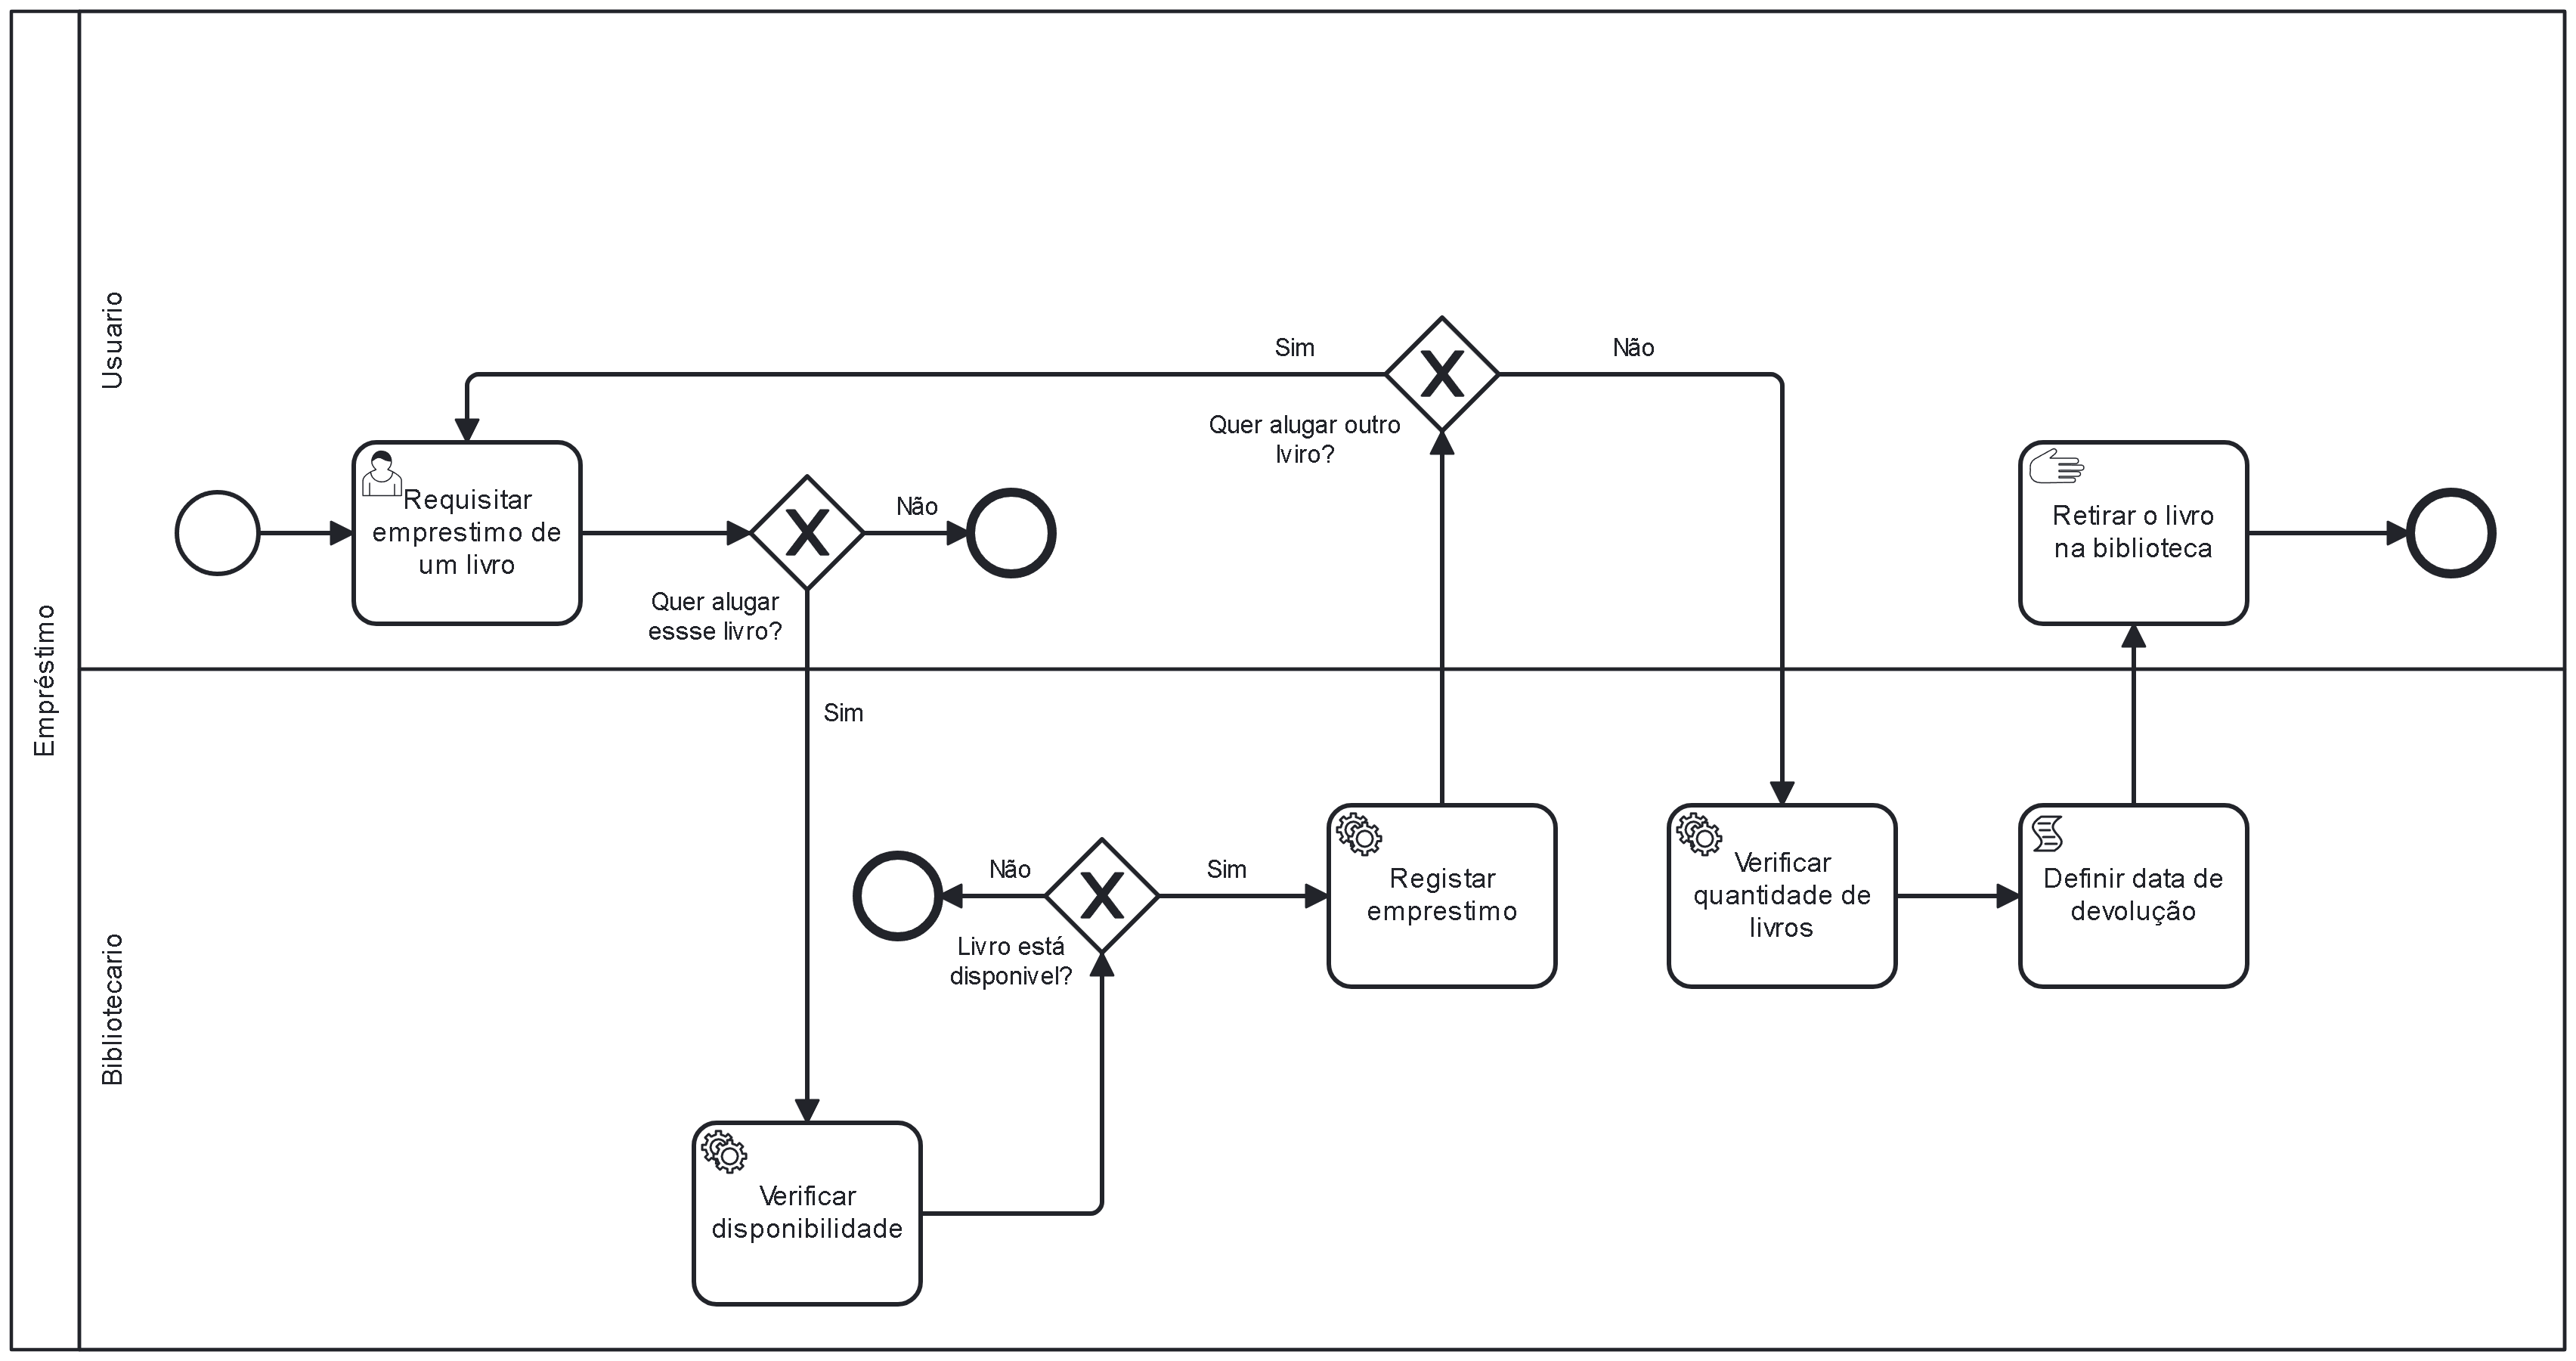 Empréstimo
Usuario
Sim
Não
Quer alugar outro
lviro?
Requisitar
emprestimo de
um livro
Não
Quer alugar
essse livro?
Retirar o livro
na biblioteca
Bibliotecario
Sim
Não
Sim
Livro está
disponivel?
Registar
emprestimo
Verificar
quantidade de
livros
Definir data de
devolução
Verificar
disponibilidade